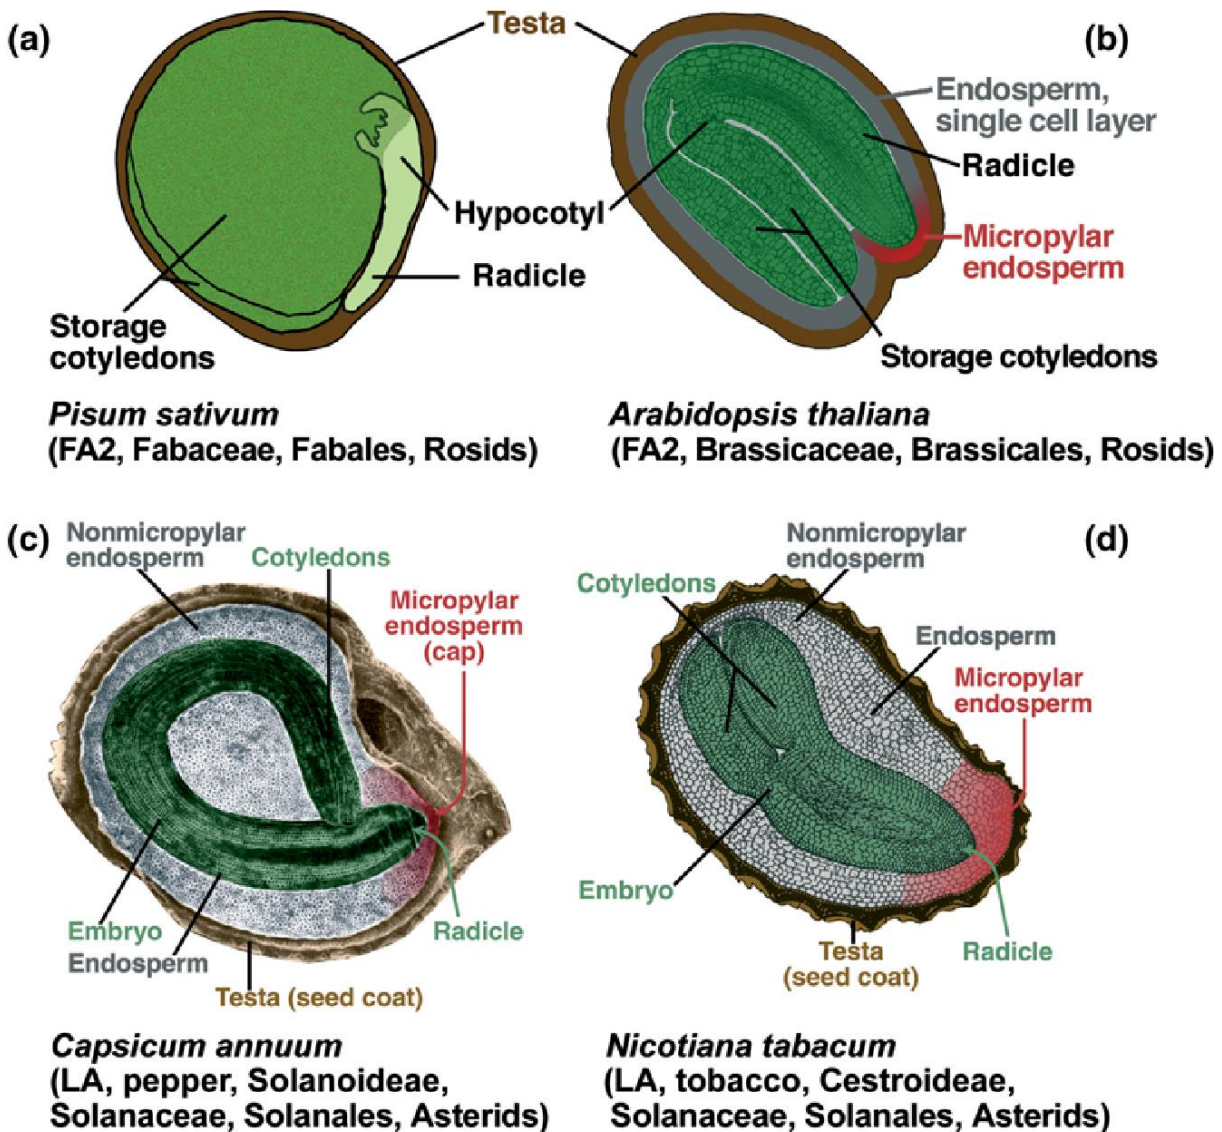 (a)
Testa
(b)
Endosperm,
single cell layer
Radicle
Hypocotyl
Micropylar
endosperm
Radicle
Storage
cotyledons
Storage cotyledons
Pisum sativum
(FA2, Fabaceae, Fabales, Rosids)
Arabidopsis thaliana
(FA2, Brassicaceae, Brassicales, Rosids)
(c)
Nonmicropylar
endosperm
Cotyledons
Micropylar
endosperm
(cap)
Embryo
Endosperm
Radicle
Testa (seed coat)
Capsicum annuum
(LA, pepper, Solanoideae,
Solanaceae, Solanales, Asterids)
(d)
Nonmicropylar
endosperm
Cotyledons
Endosperm
Micropylar
endosperm
Embryo
Testa
(seed coat)
Radicle
Nicotiana tabacum
(LA, tobacco, Cestroideae,
Solanaceae, Solanales, Asterids)